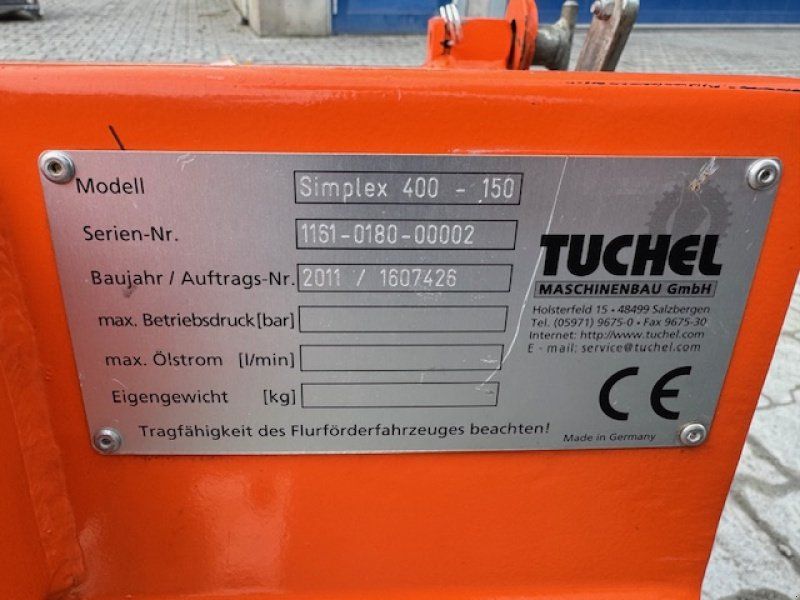 Modell Simplex 400 - 150
Serien-Nr. 1161-0180-00002
Baujahr / Auftrags-Nr. 2011 / 1607426
max. Betriebsdruck [bar]
max. Ölstrom [l/min]
Eigengewicht [kg]
Tragfähigkeit des Flurförderfahrzeuges beachten!
TUCHEL
MASCHINENBAU GmbH
Holsterfeld 15 • 48499 Salzbergen
Tel. (05971) 9675-0 • Fax 9675-30
Internet: http://www.tuchel.com
E - mail: service@tuchel.com
CE
Made in Germany